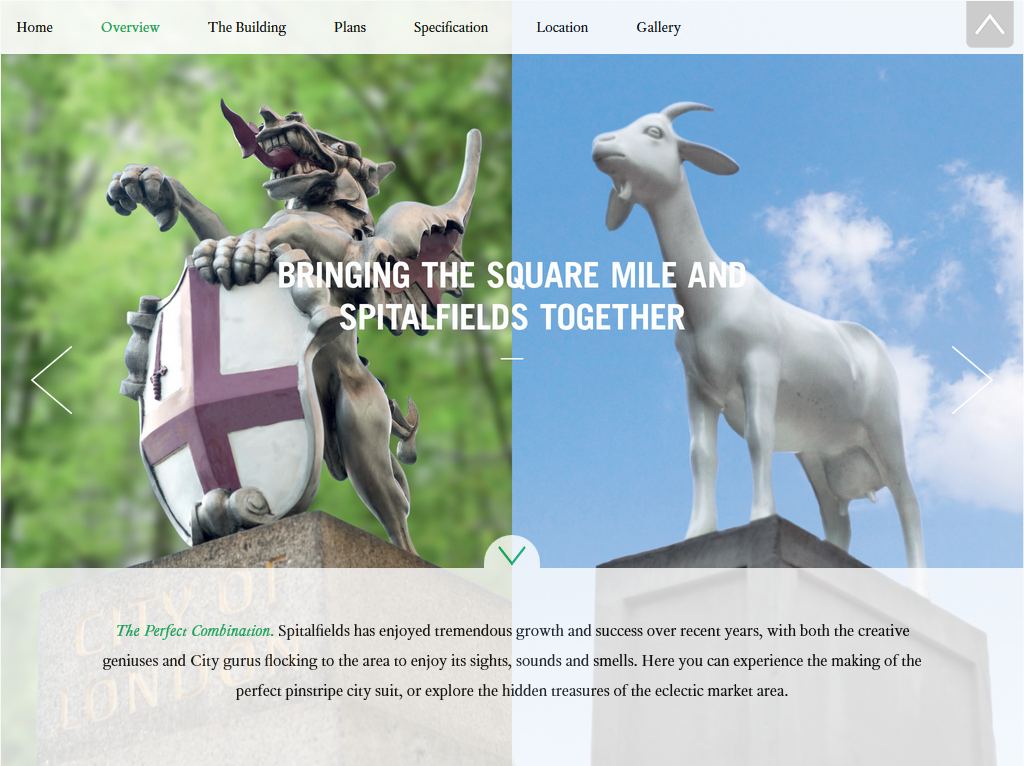 Home Overview The Building Plans Specification Location Gallery
BRINGING THE SQUARE MILE AND
SPITALFIELDS TOGETHER
CITY OF
LONDON
The Perfect Combination. Spitalfields has enjoyed tremendous growth and success over recent years, with both the creative
geniuses and City gurus flocking to the area to enjoy its sights, sounds and smells. Here you can experience the making of the
perfect pinstripe city suit, or explore the hidden treasures of the eclectic market area.